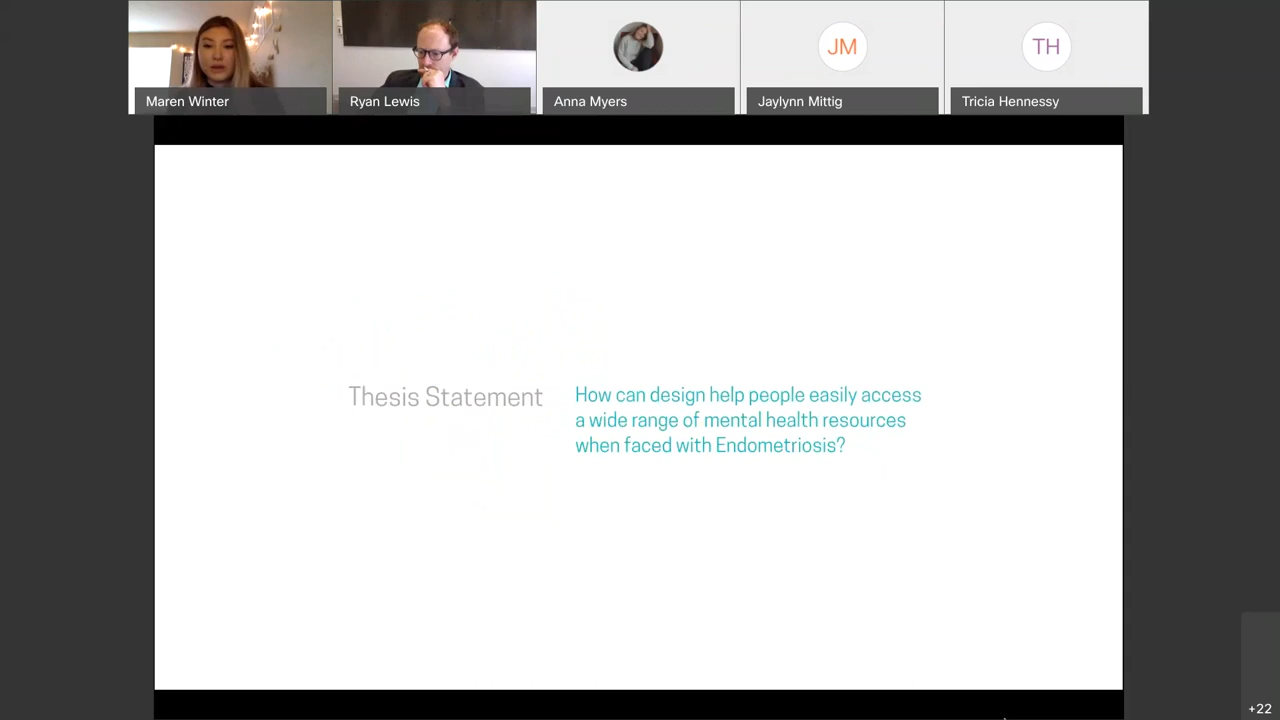 Maren Winter
Ryan Lewis
Anna Myers
JM
Jaylynn Mittig
TH
Tricia Hennessy
Thesis Statement
How can design help people easily access
a wide range of mental health resources
when faced with Endometriosis?
+22